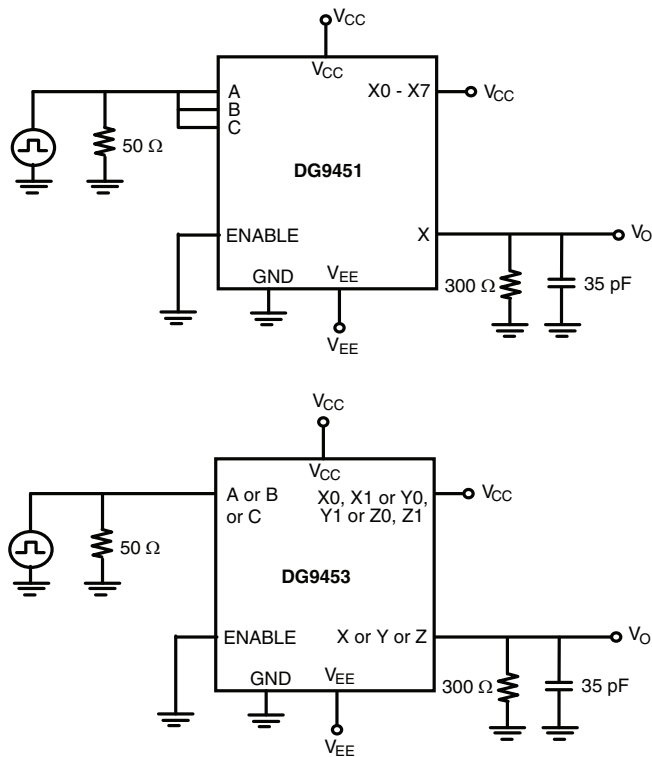 VCC
VCC
A
X0 - X7
VCC
B
C
50 Ω
DG9451
ENABLE
X
VO
GND
VEE
300 Ω
35 pF
VEE
VCC
VCC
A or B
or C
X0, X1 or Y0,
Y1 or Z0, Z1
VCC
50 Ω
DG9453
ENABLE
X or Y or Z
VO
GND
VEE
300 Ω
35 pF
VEE